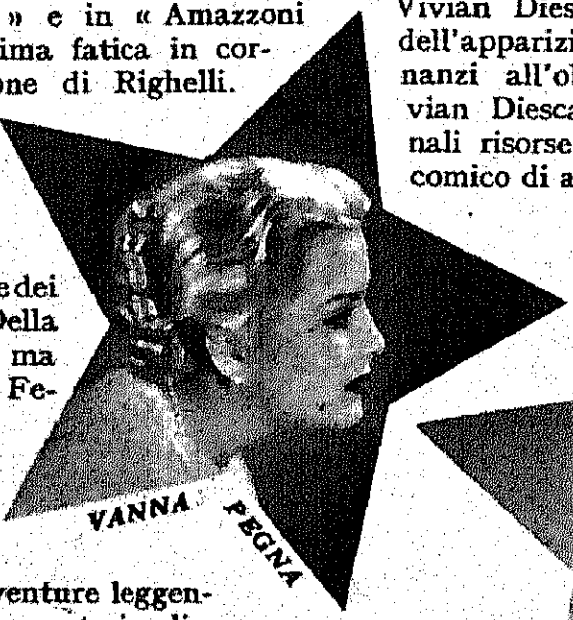 » e in « Amazzoni
ima fatica in cor-
one di Righelli.
e dei
Della
ma
Fe-
VANNA PEGNA
venture leggen-
Vivian Dies
dell'apparizi
nanzi all'ol
vian Diesca
nali risorse
comico di a